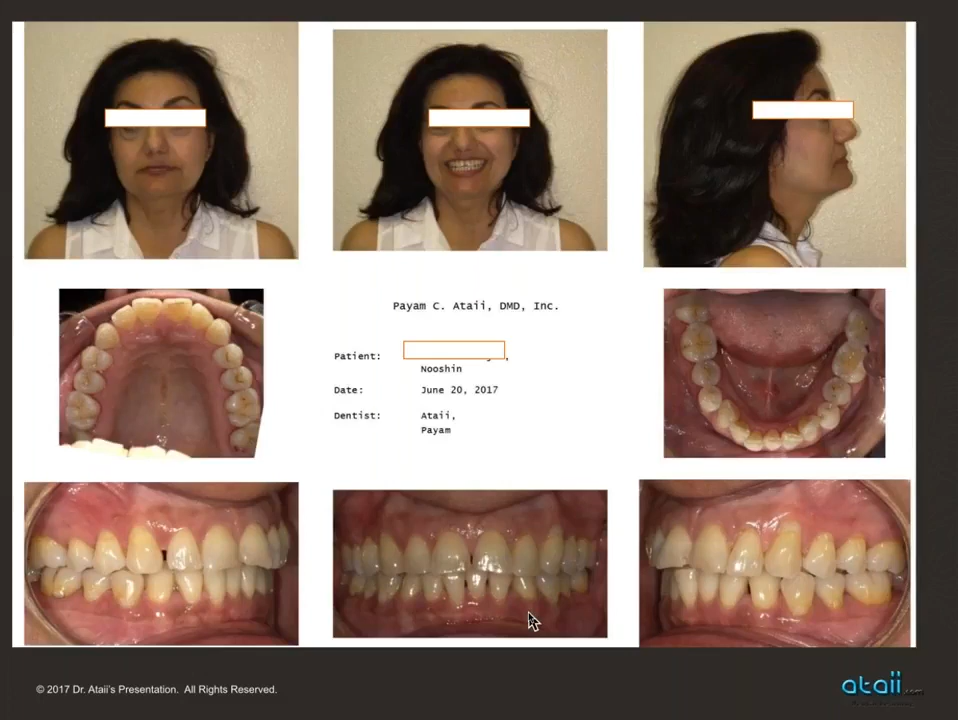 Payam C. Ataii, DMD, Inc.
Patient:
Nooshin
Date: June 20, 2017
Dentist: Ataii,
Payam
© 2017 Dr. Ataii's Presentation. All Rights Reserved.
ataii.com